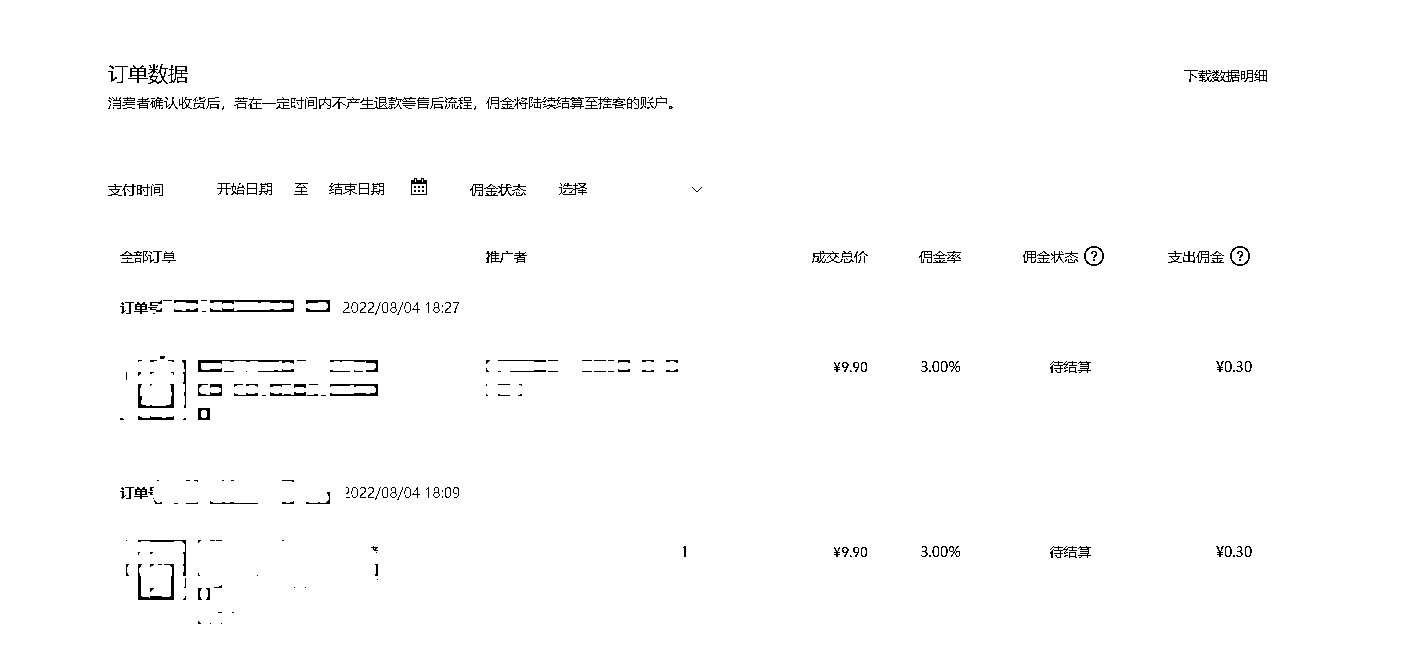 订单数据
下载数据明细
消费者确认收货后，若在一定时间内不产生退款等售后流程，佣金将陆续结算至推客的账户。
支付时间 开始日期 至 结束日期 佣金状态 选择
全部订单 推广者 成交总价 佣金率 佣金状态 ? 支出佣金 ?
订单号 2022/08/04 18:27
¥9.90 3.00% 待结算 ¥0.30
订单号 2022/08/04 18:09
1 ¥9.90 3.00% 待结算 ¥0.30